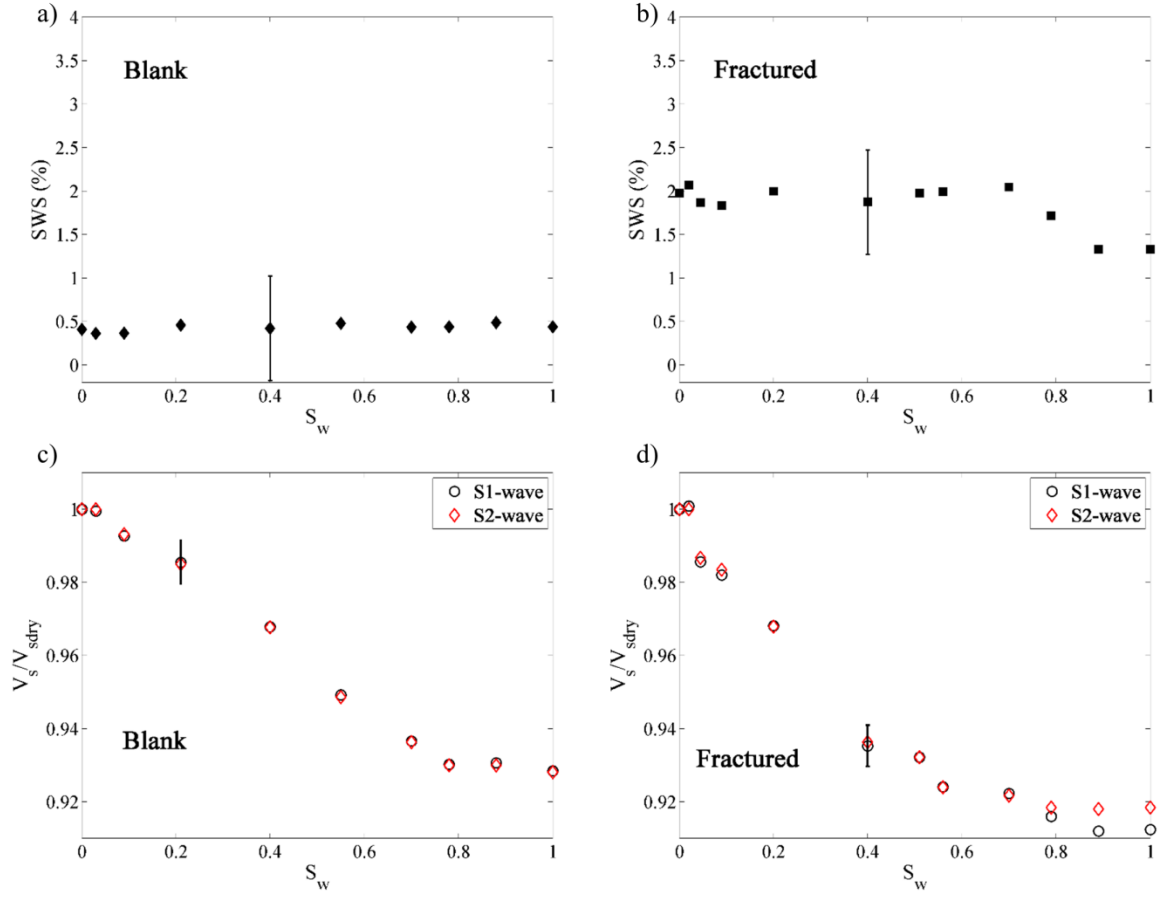 a)
4
3.5
3
2.5
2
1.5
1
0.5
0
SWS (%)
Blank
0 0.2 0.4 0.6 0.8 1
S_w
b)
4
3.5
3
2.5
2
1.5
1
0.5
0
SWS (%)
Fractured
0 0.2 0.4 0.6 0.8 1
S_w
c)
1
0.98
0.96
0.94
0.92
V_s/V_sdry
S1-wave
S2-wave
Blank
0 0.2 0.4 0.6 0.8 1
S_w
d)
1
0.98
0.96
0.94
0.92
V_s/V_sdry
S1-wave
S2-wave
Fractured
0 0.2 0.4 0.6 0.8 1
S_w